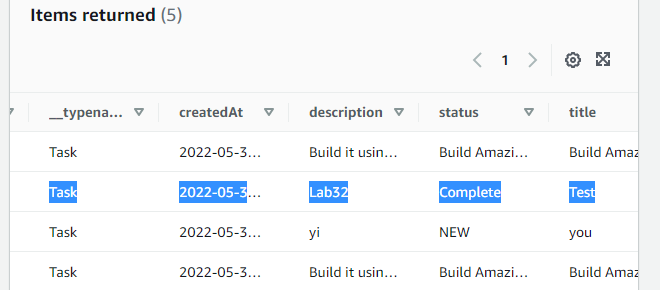 Items returned (5)
1
__typena... createdAt description status title
Task 2022-05-3... Build it usin... Build Amazi... Build Amaz
Task 2022-05-3... Lab32 Complete Test
Task 2022-05-3... yi NEW you
Task 2022-05-3... Build it usin... Build Amazi... Build Amaz